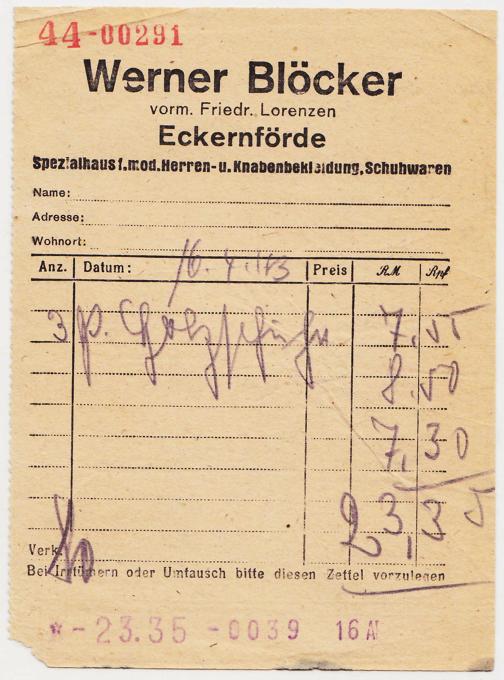 44-00291
Werner Blöcker
vorm. Friedr. Lorenzen
Eckernförde
Spezialhaus f. mod. Herren- u. Knabenbekleidung, Schuhwaren
Name:
Adresse:
Wohnort:
Anz. Datum: 16. 4. 43 Preis RM Rpf
3 P. Holzschuhe 7,55
8.50
7,30
23,35
Verk.
Bei Irrtümern oder Umtausch bitte diesen Zettel vorzulegen
*-23.35 -0039 16 A